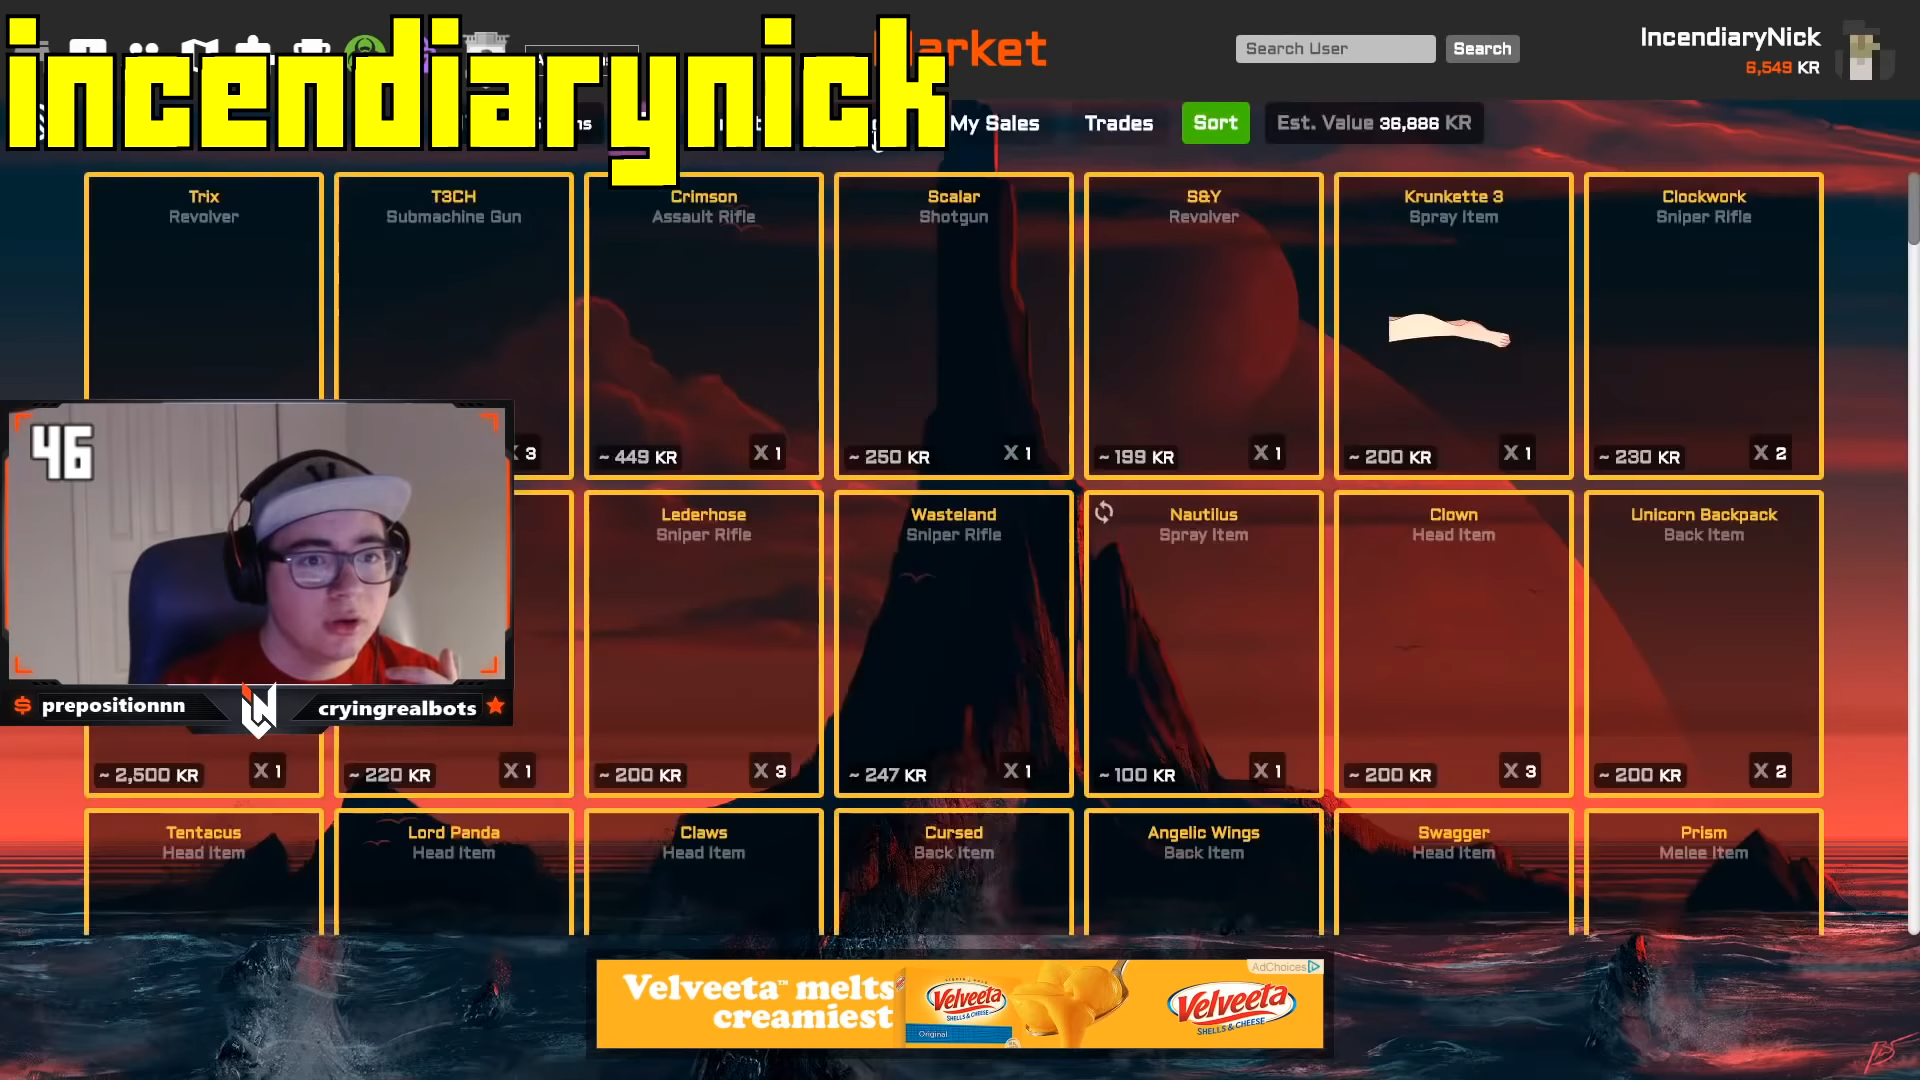 incendiarynick
arket
Search User
Search
IncendiaryNick
6,549 KR
My Sales
Trades
Sort
Est. Value 36,886 KR
Trix
Revolver
T3CH
Submachine Gun
X 3
Crimson
Assault Rifle
~ 449 KR
X 1
Scalar
Shotgun
~ 250 KR
X 1
S&Y
Revolver
~ 199 KR
X 1
Krunkette 3
Spray Item
~ 200 KR
X 1
Clockwork
Sniper Rifle
~ 230 KR
X 2
46
prepositionnn
cryingrealbots
~ 2,500 KR
X 1
~ 220 KR
X 1
Lederhose
Sniper Rifle
~ 200 KR
X 3
Wasteland
Sniper Rifle
~ 247 KR
X 1
Nautilus
Spray Item
~ 100 KR
X 1
Clown
Head Item
~ 200 KR
X 3
Unicorn Backpack
Back Item
~ 200 KR
X 2
Tentacus
Head Item
Lord Panda
Head Item
Claws
Head Item
Cursed
Back Item
Angelic Wings
Back Item
Swagger
Head Item
Prism
Melee Item
Velveeta™ melts
creamiest
Velveeta
SHELLS & CHEESE
Original
AdChoices
Velveeta
SHELLS & CHEESE